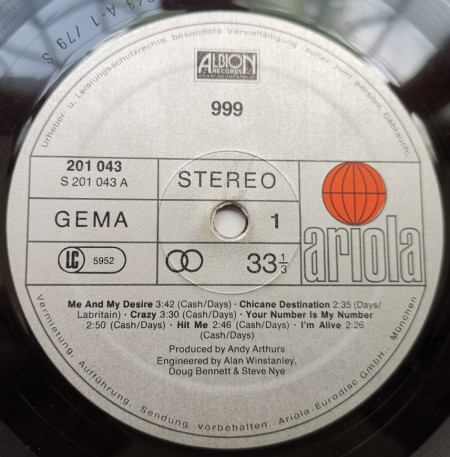 A-1 / 79 S
Urheber- u. Leistungsschutzrechte, besonders Vervielfältigung außer zum persönl. Gebrauch,
ALBION
RECORDS
999
201 043
S 201 043 A
STEREO
GEMA
1
LC 5952
33 1/3
ariola
Me And My Desire 3:42 (Cash/Days) · Chicane Destination 2:35 (Days/
Labritain) · Crazy 3:30 (Cash/Days) · Your Number Is My Number
2:50 (Cash/Days) · Hit Me 2:46 (Cash/Days) · I'm Alive 2:26
(Cash/Days)
Produced by Andy Arthurs
Engineered by Alan Winstanley,
Doug Bennett & Steve Nye
Vermietung, Aufführung, Sendung vorbehalten. Ariola-Eurodisc GmbH., München